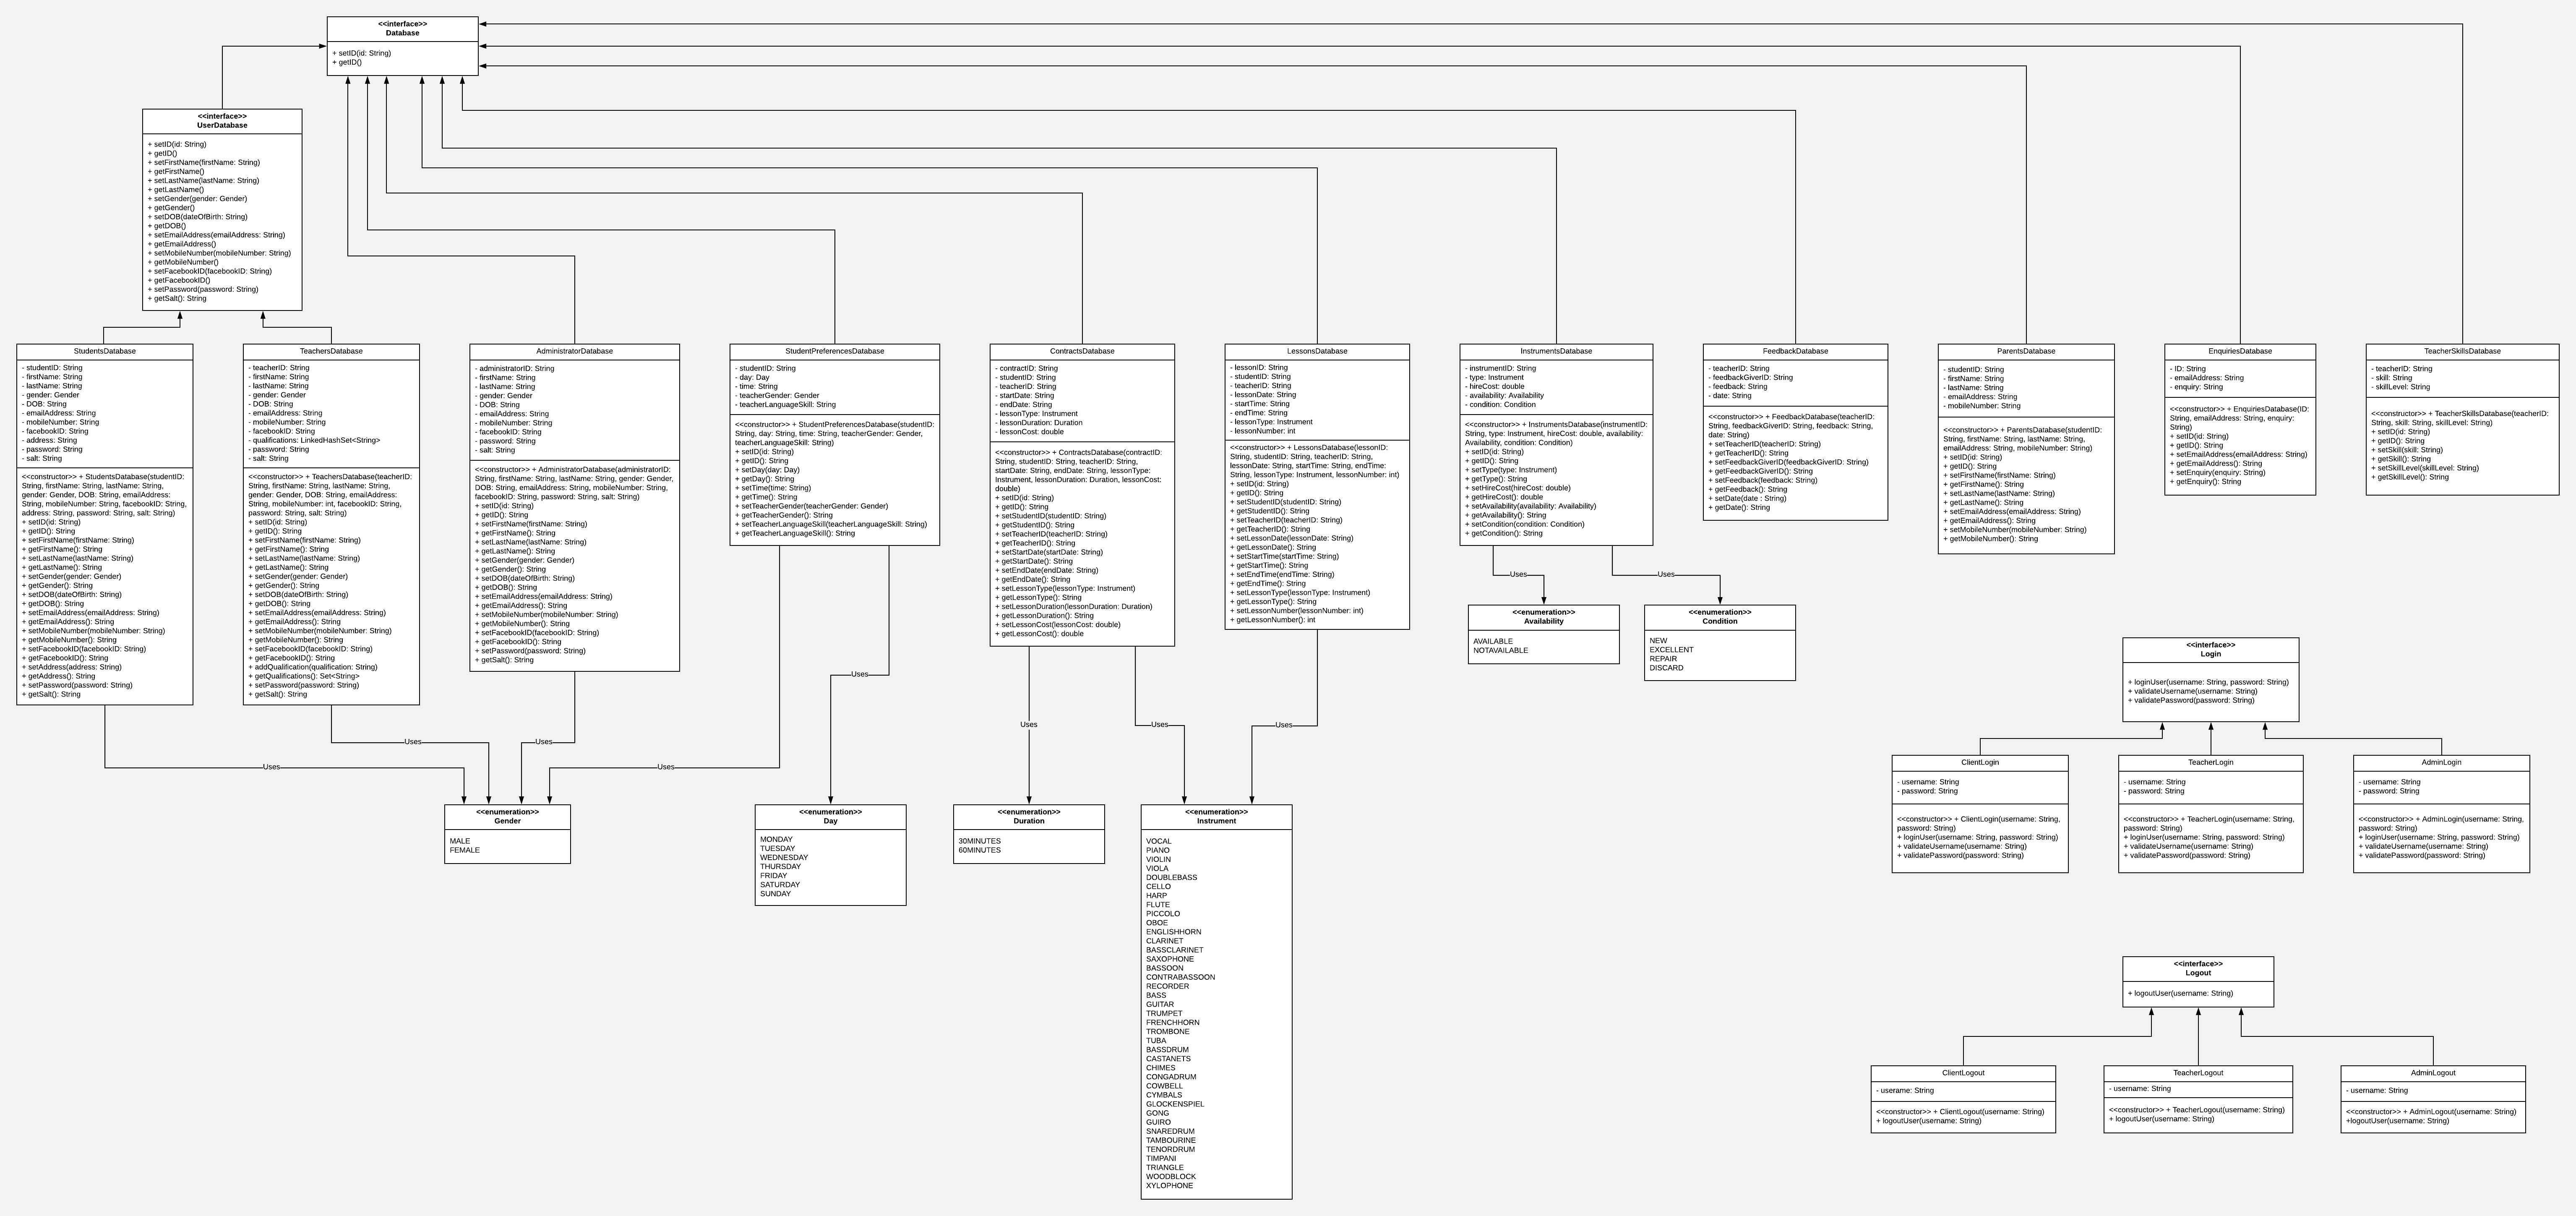 <<interface>>
Database
+ setID(id: String)
+ getID()
<<interface>>
UserDatabase
+ setID(id: String)
+ getID()
+ setFirstName(firstName: String)
+ getFirstName()
+ setLastName(lastName: String)
+ getLastName()
+ setGender(gender: Gender)
+ getGender()
+ setDOB(dateOfBirth: String)
+ getDOB()
+ setEmailAddress(emailAddress: String)
+ getEmailAddress()
+ setMobileNumber(mobileNumber: String)
+ getMobileNumber()
+ setFacebookID(facebookID: String)
+ getFacebookID()
+ setPassword(password: String)
+ getSalt(): String
StudentsDatabase
- studentID: String
- firstName: String
- lastName: String
- gender: Gender
- DOB: String
- emailAddress: String
- mobileNumber: String
- facebookID: String
- address: String
- password: String
- salt: String
<<constructor>> + StudentsDatabase(studentID:
String, firstName: String, lastName: String,
gender: Gender, DOB: String, emailAddress:
String, mobileNumber: String, facebookID: String,
address: String, password: String, salt: String)
+ setID(id: String)
+ getID(): String
+ setFirstName(firstName: String)
+ getFirstName(): String
+ setLastName(lastName: String)
+ getLastName(): String
+ setGender(gender: Gender)
+ getGender(): String
+ setDOB(dateOfBirth: String)
+ getDOB(): String
+ setEmailAddress(emailAddress: String)
+ getEmailAddress(): String
+ setMobileNumber(mobileNumber: String)
+ getMobileNumber(): String
+ setFacebookID(facebookID: String)
+ getFacebookID(): String
+ setAddress(address: String)
+ getAddress(): String
+ setPassword(password: String)
+ getSalt(): String
TeachersDatabase
- teacherID: String
- firstName: String
- lastName: String
- gender: Gender
- DOB: String
- emailAddress: String
- mobileNumber: String
- facebookID: String
- qualifications: LinkedHashSet<String>
- password: String
- salt: String
<<constructor>> + TeachersDatabase(teacherID:
String, firstName: String, lastName: String,
gender: Gender, DOB: String, emailAddress:
String, mobileNumber: int, facebookID: String,
password: String, salt: String)
+ setID(id: String)
+ getID(): String
+ setFirstName(firstName: String)
+ getFirstName(): String
+ setLastName(lastName: String)
+ getLastName(): String
+ setGender(gender: Gender)
+ getGender(): String
+ setDOB(dateOfBirth: String)
+ getDOB(): String
+ setEmailAddress(emailAddress: String)
+ getEmailAddress(): String
+ setMobileNumber(mobileNumber: String)
+ getMobileNumber(): String
+ setFacebookID(facebookID: String)
+ getFacebookID(): String
+ addQualification(qualification: String)
+ getQualifications(): Set<String>
+ setPassword(password: String)
+ getSalt(): String
AdministratorDatabase
- administratorID: String
- firstName: String
- lastName: String
- gender: Gender
- DOB: String
- emailAddress: String
- mobileNumber: String
- facebookID: String
- password: String
- salt: String
<<constructor>> + AdministratorDatabase(administratorID:
String, firstName: String, lastName: String, gender: Gender,
DOB: String, emailAddress: String, mobileNumber: String,
facebookID: String, password: String, salt: String)
+ setID(id: String)
+ getID(): String
+ setFirstName(firstName: String)
+ getFirstName(): String
+ setLastName(lastName: String)
+ getLastName(): String
+ setGender(gender: Gender)
+ getGender(): String
+ setDOB(dateOfBirth: String)
+ getDOB(): String
+ setEmailAddress(emailAddress: String)
+ getEmailAddress(): String
+ setMobileNumber(mobileNumber: String)
+ getMobileNumber(): String
+ setFacebookID(facebookID: String)
+ getFacebookID(): String
+ setPassword(password: String)
+ getSalt(): String
StudentPreferencesDatabase
- studentID: String
- day: Day
- time: String
- teacherGender: Gender
- teacherLanguageSkill: String
<<constructor>> + StudentPreferencesDatabase(studentID:
String, day: String, time: String, teacherGender: Gender,
teacherLanguageSkill: String)
+ setID(id: String)
+ getID(): String
+ setDay(day: Day)
+ getDay(): String
+ setTime(time: String)
+ getTime(): String
+ setTeacherGender(teacherGender: Gender)
+ getTeacherGender(): String
+ setTeacherLanguageSkill(teacherLanguageSkill: String)
+ getTeacherLanguageSkill(): String
ContractsDatabase
- contractID: String
- studentID: String
- teacherID: String
- startDate: String
- endDate: String
- lessonType: Instrument
- lessonDuration: Duration
- lessonCost: double
<<constructor>> + ContractsDatabase(contractID:
String, studentID: String, teacherID: String,
startDate: String, endDate: String, lessonType:
Instrument, lessonDuration: Duration, lessonCost:
double)
+ setID(id: String)
+ getID(): String
+ setStudentID(studentID: String)
+ getStudentID(): String
+ setTeacherID(teacherID: String)
+ getTeacherID(): String
+ setStartDate(startDate: String)
+ getStartDate(): String
+ setEndDate(endDate: String)
+ getEndDate(): String
+ setLessonType(lessonType: Instrument)
+ getLessonType(): String
+ setLessonDuration(lessonDuration: Duration)
+ getLessonDuration(): String
+ setLessonCost(lessonCost: double)
+ getLessonCost(): double
LessonsDatabase
- lessonID: String
- studentID: String
- teacherID: String
- lessonDate: String
- startTime: String
- endTime: String
- lessonType: Instrument
- lessonNumber: int
<<constructor>> + LessonsDatabase(lessonID:
String, studentID: String, teacherID: String,
lessonDate: String, startTime: String, endTime:
String, lessonType: Instrument, lessonNumber: int)
+ setID(id: String)
+ getID(): String
+ setStudentID(studentID: String)
+ getStudentID(): String
+ setTeacherID(teacherID: String)
+ getTeacherID(): String
+ setLessonDate(lessonDate: String)
+ getLessonDate(): String
+ setStartTime(startTime: String)
+ getStartTime(): String
+ setEndTime(endTime: String)
+ getEndTime(): String
+ setLessonType(lessonType: Instrument)
+ getLessonType(): String
+ setLessonNumber(lessonNumber: int)
+ getLessonNumber(): int
InstrumentsDatabase
- instrumentID: String
- type: Instrument
- hireCost: double
- availability: Availability
- condition: Condition
<<constructor>> + InstrumentsDatabase(instrumentID:
String, type: Instrument, hireCost: double, availability:
Availability, condition: Condition)
+ setID(id: String)
+ getID(): String
+ setType(type: Instrument)
+ getType(): String
+ setHireCost(hireCost: double)
+ getHireCost(): double
+ setAvailability(availability: Availability)
+ getAvailability(): String
+ setCondition(condition: Condition)
+ getCondition(): String
FeedbackDatabase
- teacherID: String
- feedbackGiverID: String
- feedback: String
- date: String
<<constructor>> + FeedbackDatabase(teacherID:
String, feedbackGiverID: String, feedback: String,
date: String)
+ setTeacherID(teacherID: String)
+ getTeacherID(): String
+ setFeedbackGiverID(feedbackGiverID: String)
+ getFeedbackGiverID(): String
+ setFeedback(feedback: String)
+ getFeedback(): String
+ setDate(date : String)
+ getDate(): String
ParentsDatabase
- studentID: String
- firstName: String
- lastName: String
- emailAddress: String
- mobileNumber: String
<<constructor>> + ParentsDatabase(studentID:
String, firstName: String, lastName: String,
emailAddress: String, mobileNumber: String)
+ setID(id: String)
+ getID(): String
+ setFirstName(firstName: String)
+ getFirstName(): String
+ setLastName(lastName: String)
+ getLastName(): String
+ setEmailAddress(emailAddress: String)
+ getEmailAddress(): String
+ setMobileNumber(mobileNumber: String)
+ getMobileNumber(): String
EnquiriesDatabase
- ID: String
- emailAddress: String
- enquiry: String
<<constructor>> + EnquiriesDatabase(ID:
String, emailAddress: String, enquiry:
String)
+ setID(id: String)
+ getID(): String
+ setEmailAddress(emailAddress: String)
+ getEmailAddress(): String
+ setEnquiry(enquiry: String)
+ getEnquiry(): String
TeacherSkillsDatabase
- teacherID: String
- skill: String
- skillLevel: String
<<constructor>> + TeacherSkillsDatabase(teacherID:
String, skill: String, skillLevel: String)
+ setID(id: String)
+ getID(): String
+ setSkill(skill: String)
+ getSkill(): String
+ setSkillLevel(skillLevel: String)
+ getSkillLevel(): String
Uses
Uses
<<enumeration>>
Availability
AVAILABLE
NOTAVAILABLE
<<enumeration>>
Condition
NEW
EXCELLENT
REPAIR
DISCARD
Uses
Uses
Uses
Uses
Uses
Uses
Uses
Uses
<<enumeration>>
Gender
MALE
FEMALE
<<enumeration>>
Day
MONDAY
TUESDAY
WEDNESDAY
THURSDAY
FRIDAY
SATURDAY
SUNDAY
<<enumeration>>
Duration
30MINUTES
60MINUTES
<<enumeration>>
Instrument
VOCAL
PIANO
VIOLIN
VIOLA
DOUBLEBASS
CELLO
HARP
FLUTE
PICCOLO
OBOE
ENGLISHHORN
CLARINET
BASSCLARINET
SAXOPHONE
BASSOON
CONTRABASSOON
RECORDER
BASS
GUITAR
TRUMPET
FRENCHHORN
TROMBONE
TUBA
BASSDRUM
CASTANETS
CHIMES
CONGADRUM
COWBELL
CYMBALS
GLOCKENSPIEL
GONG
GUIRO
SNAREDRUM
TAMBOURINE
TENORDRUM
TIMPANI
TRIANGLE
WOODBLOCK
XYLOPHONE
<<interface>>
Login
+ loginUser(username: String, password: String)
+ validateUsername(username: String)
+ validatePassword(password: String)
ClientLogin
- username: String
- password: String
<<constructor>> + ClientLogin(username: String,
password: String)
+ loginUser(username: String, password: String)
+ validateUsername(username: String)
+ validatePassword(password: String)
TeacherLogin
- username: String
- password: String
<<constructor>> + TeacherLogin(username: String,
password: String)
+ loginUser(username: String, password: String)
+ validateUsername(username: String)
+ validatePassword(password: String)
AdminLogin
- username: String
- password: String
<<constructor>> + AdminLogin(username: String,
password: String)
+ loginUser(username: String, password: String)
+ validateUsername(username: String)
+ validatePassword(password: String)
<<interface>>
Logout
+ logoutUser(username: String)
ClientLogout
- usename: String
<<constructor>> + ClientLogout(username: String)
+ logoutUser(username: String)
TeacherLogout
- username: String
<<constructor>> + TeacherLogout(username: String)
+ logoutUser(username: String)
AdminLogout
- username: String
<<constructor>> + AdminLogout(username: String)
+logoutUser(username: String)